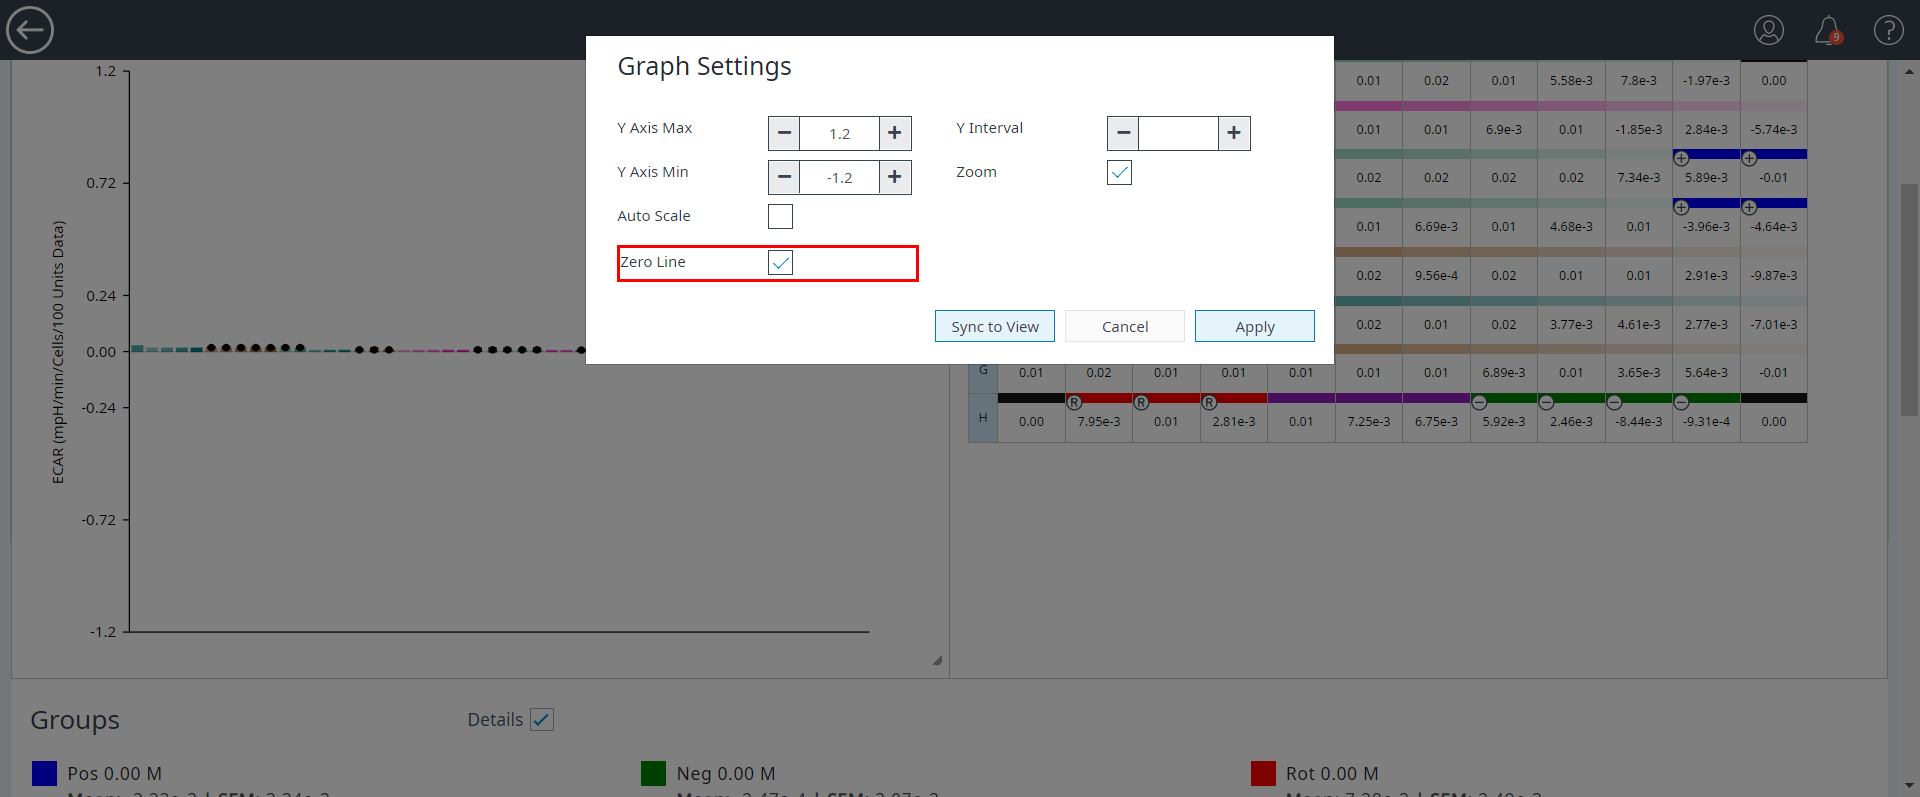 9
Graph Settings
Y Axis Max
1.2
Y Interval
Y Axis Min
-1.2
Zoom
Auto Scale
Zero Line
Sync to View
Cancel
Apply
ECAR (mpH/min/Cells/100 Units Data)
1.2
0.72
0.24
0.00
-0.24
-0.72
-1.2
0.01 0.02 0.01 5.58e-3 7.8e-3 -1.97e-3 0.00
0.01 0.01 6.9e-3 0.01 -1.85e-3 2.84e-3 -5.74e-3
0.02 0.02 0.02 0.02 7.34e-3 5.89e-3 -0.01
0.01 6.69e-3 0.01 4.68e-3 0.01 -3.96e-3 -4.64e-3
0.02 9.56e-4 0.02 0.01 0.01 2.91e-3 -9.87e-3
0.02 0.01 0.02 3.77e-3 4.61e-3 2.77e-3 -7.01e-3
G 0.01 0.02 0.01 0.01 0.01 0.01 0.01 6.89e-3 0.01 3.65e-3 5.64e-3 -0.01
R R R
H 0.00 7.95e-3 0.01 2.81e-3 0.01 7.25e-3 6.75e-3 5.92e-3 2.46e-3 -8.44e-3 -9.31e-4 0.00
Groups
Details
Pos 0.00 M
Neg 0.00 M
Rot 0.00 M